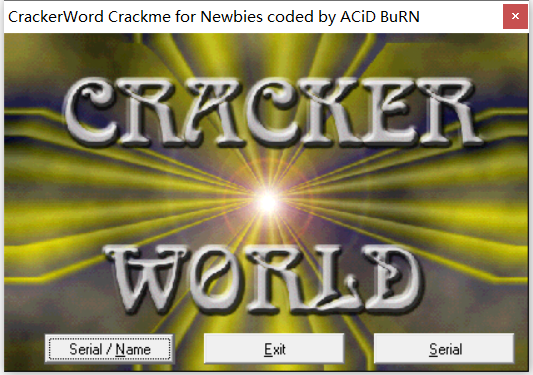 CrackerWord Crackme for Newbies coded by ACiD BuRN
CRACKER
WORLD
Serial / Name
Exit
Serial